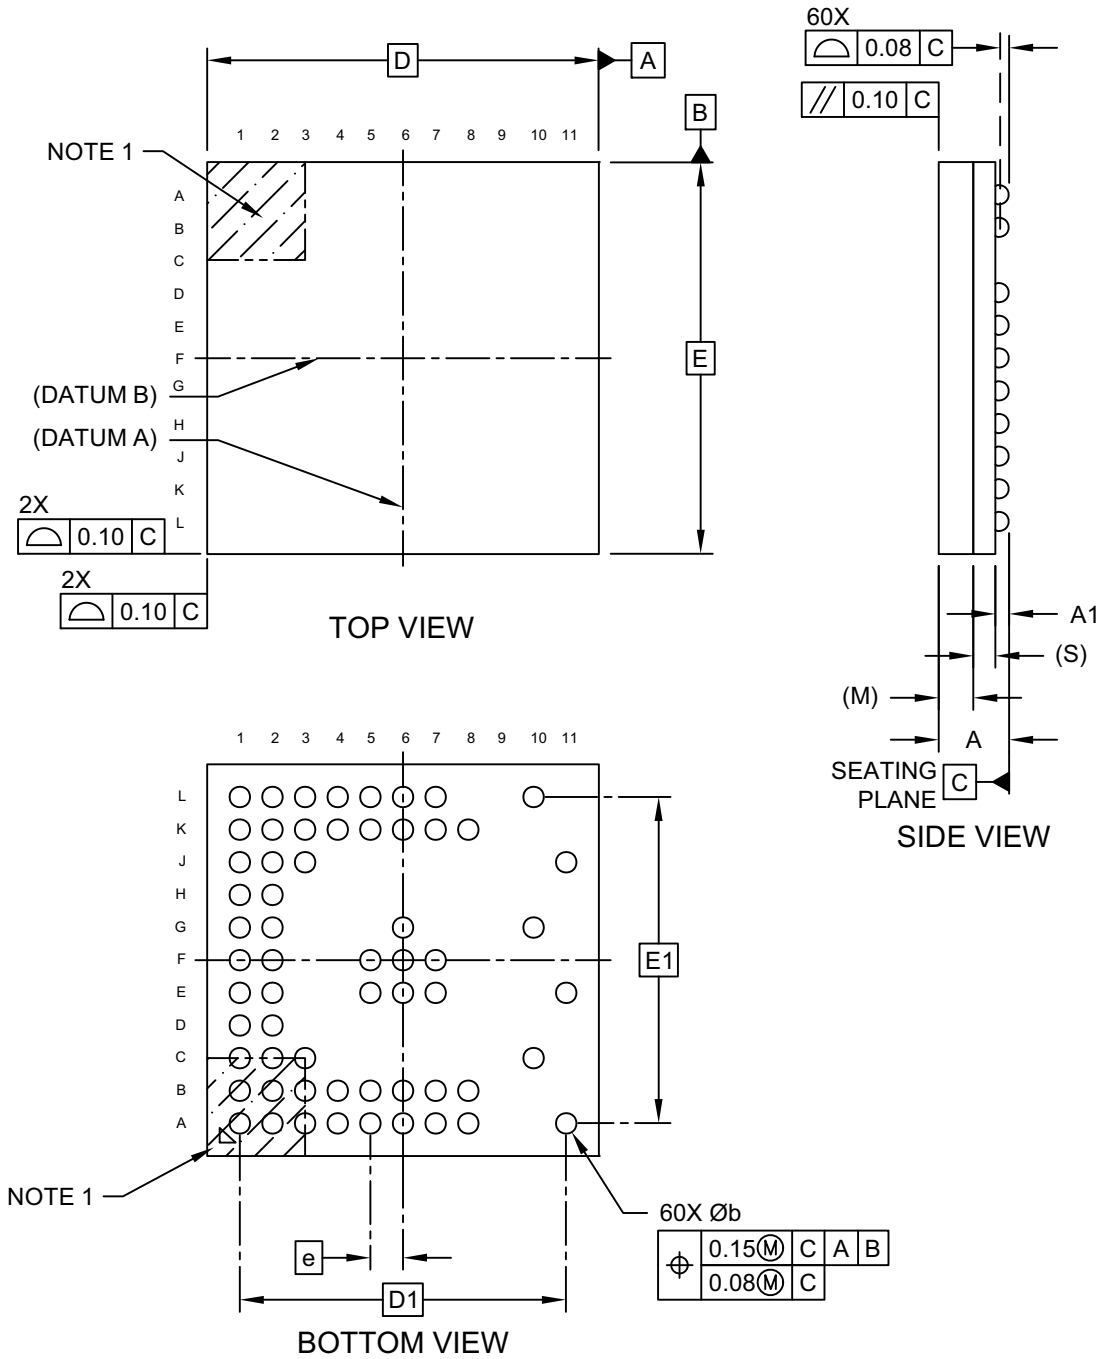 60X
0.08 C
D
A
// 0.10 C
B
1 2 3 4 5 6 7 8 9 10 11
NOTE 1
A
B
C
D
E
F
E
(DATUM B)
G
H
(DATUM A)
J
K
2X
L
0.10 C
2X
0.10 C
TOP VIEW
A1
(S)
(M)
A
SEATING
PLANE
C
SIDE VIEW
1 2 3 4 5 6 7 8 9 10 11
L
K
J
H
G
F
E1
E
D
C
B
A
NOTE 1
60X Øb
0.15Ⓜ C A B
0.08Ⓜ C
e
D1
BOTTOM VIEW